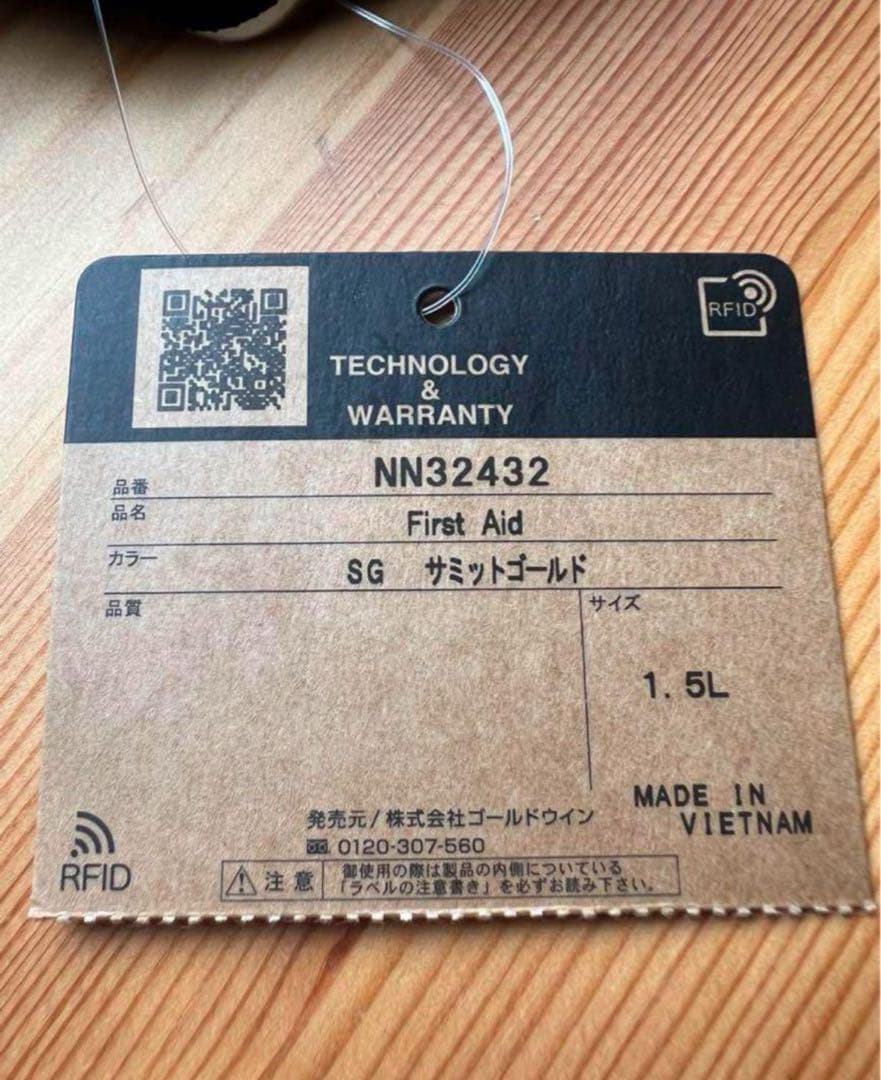 RFID
TECHNOLOGY
&
WARRANTY
品番 NN32432
品名 First Aid
カラー SG サミットゴールド
品質 サイズ
1.5L
MADE IN
VIETNAM
発売元/株式会社ゴールドウイン
0120-307-560
RFID
注意 御使用の際は製品の内側についている
「ラベルの注意書き」を必ずお読み下さい。